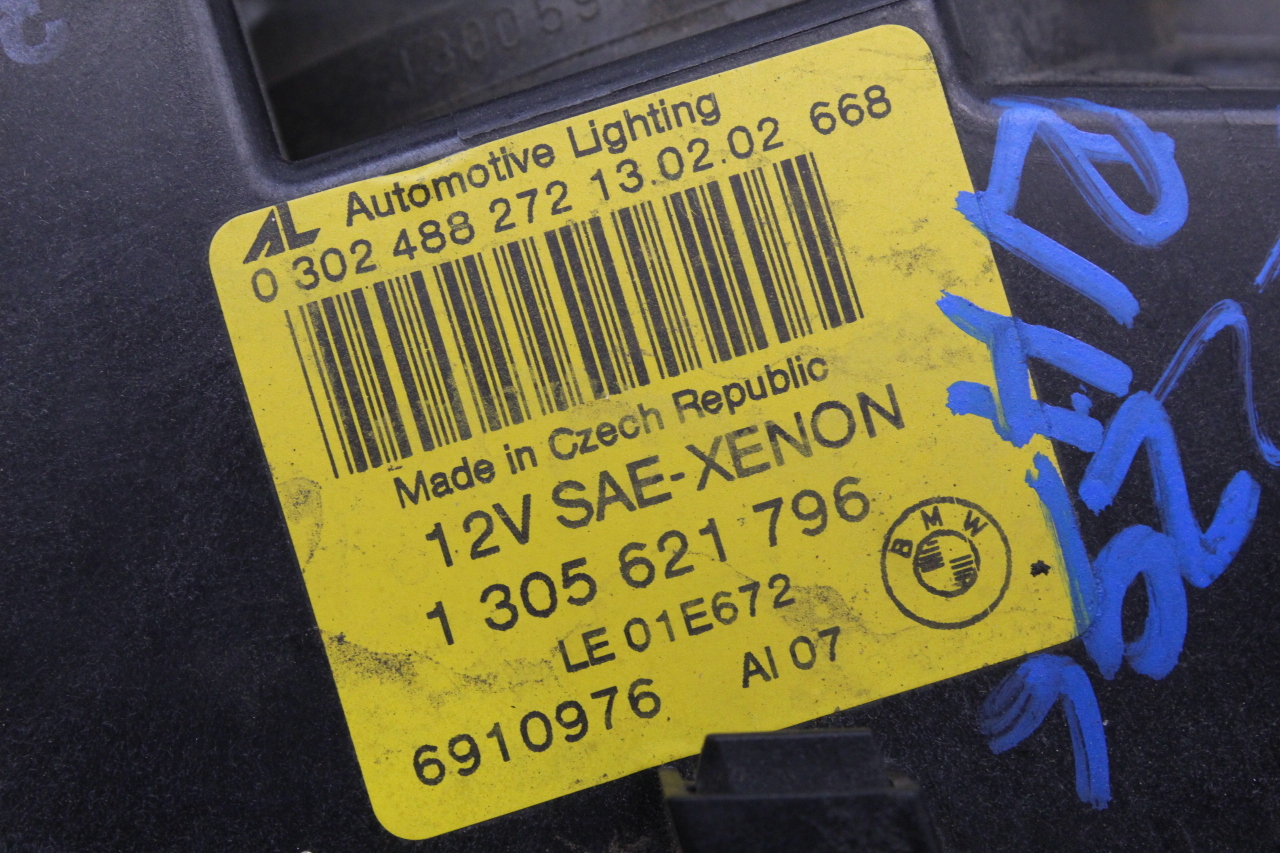 AL Automotive Lighting
0 302 488 272 13.02.02 668
Made in Czech Republic
12V SAE-XENON
1 305 621 796
BMW
LE 01E672
AI 07
6910976